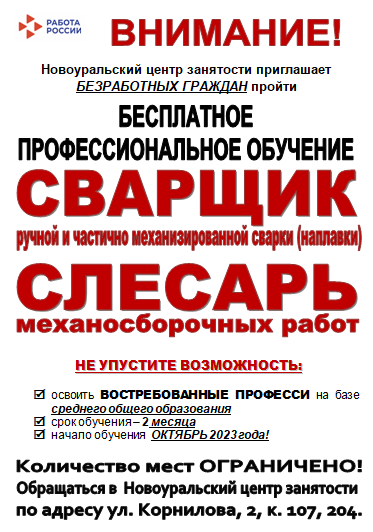 РАБОТА
РОССИИ
ВНИМАНИЕ!
Новоуральский центр занятости приглашает
БЕЗРАБОТНЫХ ГРАЖДАН пройти
БЕСПЛАТНОЕ
ПРОФЕССИОНАЛЬНОЕ ОБУЧЕНИЕ
СВАРЩИК
ручной и частично механизированной сварки (наплавки)
СЛЕСАРЬ
механосборочных работ
НЕ УПУСТИТЕ ВОЗМОЖНОСТЬ:
освоить ВОСТРЕБОВАННЫЕ ПРОФЕССИ на базе
среднего общего образования
срок обучения – 2 месяца
начало обучения ОКТЯБРЬ 2023 года!
Количество мест ОГРАНИЧЕНО!
Обращаться в Новоуральский центр занятости
по адресу ул. Корнилова, 2, к. 107, 204.